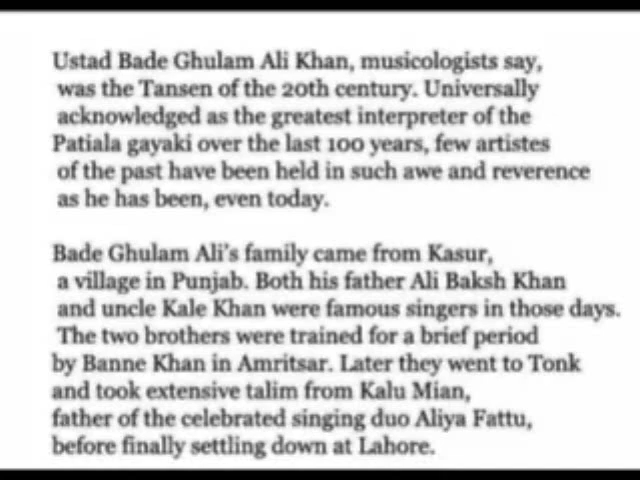 Ustad Bade Ghulam Ali Khan, musicologists say,
was the Tansen of the 20th century. Universally
acknowledged as the greatest interpreter of the
Patiala gayaki over the last 100 years, few artistes
of the past have been held in such awe and reverence
as he has been, even today.
Bade Ghulam Ali's family came from Kasur,
a village in Punjab. Both his father Ali Baksh Khan
and uncle Kale Khan were famous singers in those days.
The two brothers were trained for a brief period
by Banne Khan in Amritsar. Later they went to Tonk
and took extensive talim from Kalu Mian,
father of the celebrated singing duo Aliya Fattu,
before finally settling down at Lahore.